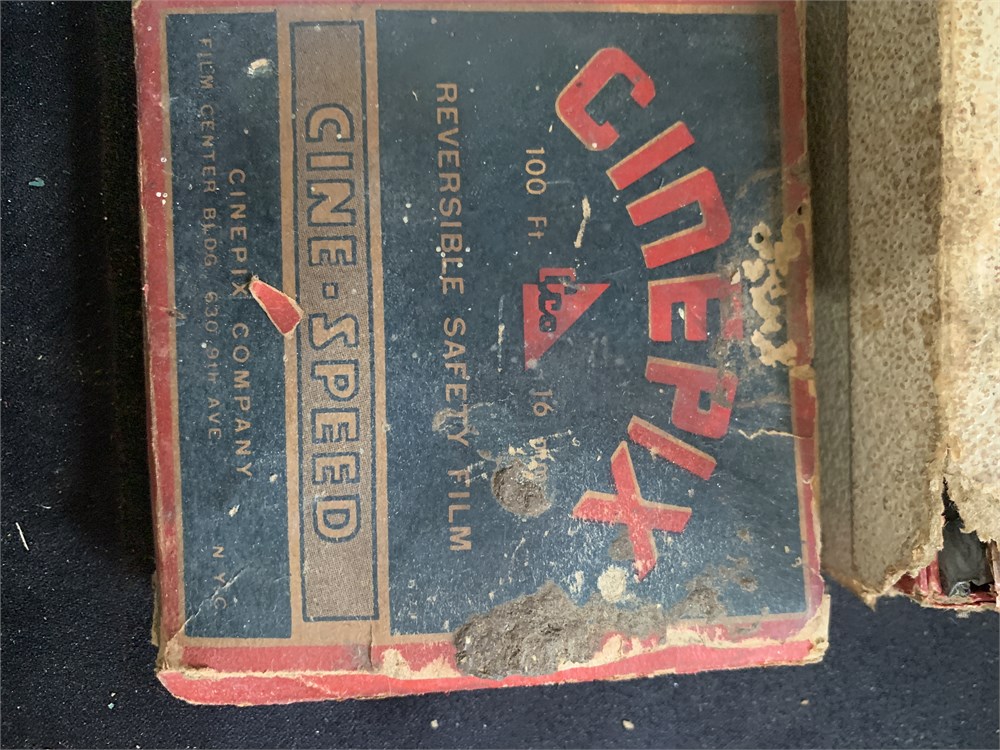 CINEPIX
100 Ft. 16
REVERSIBLE SAFETY FILM
CINE-SPEED
CINEPIX COMPANY
FILM CENTER BLDG. 630 9th AVE. N.Y.C.